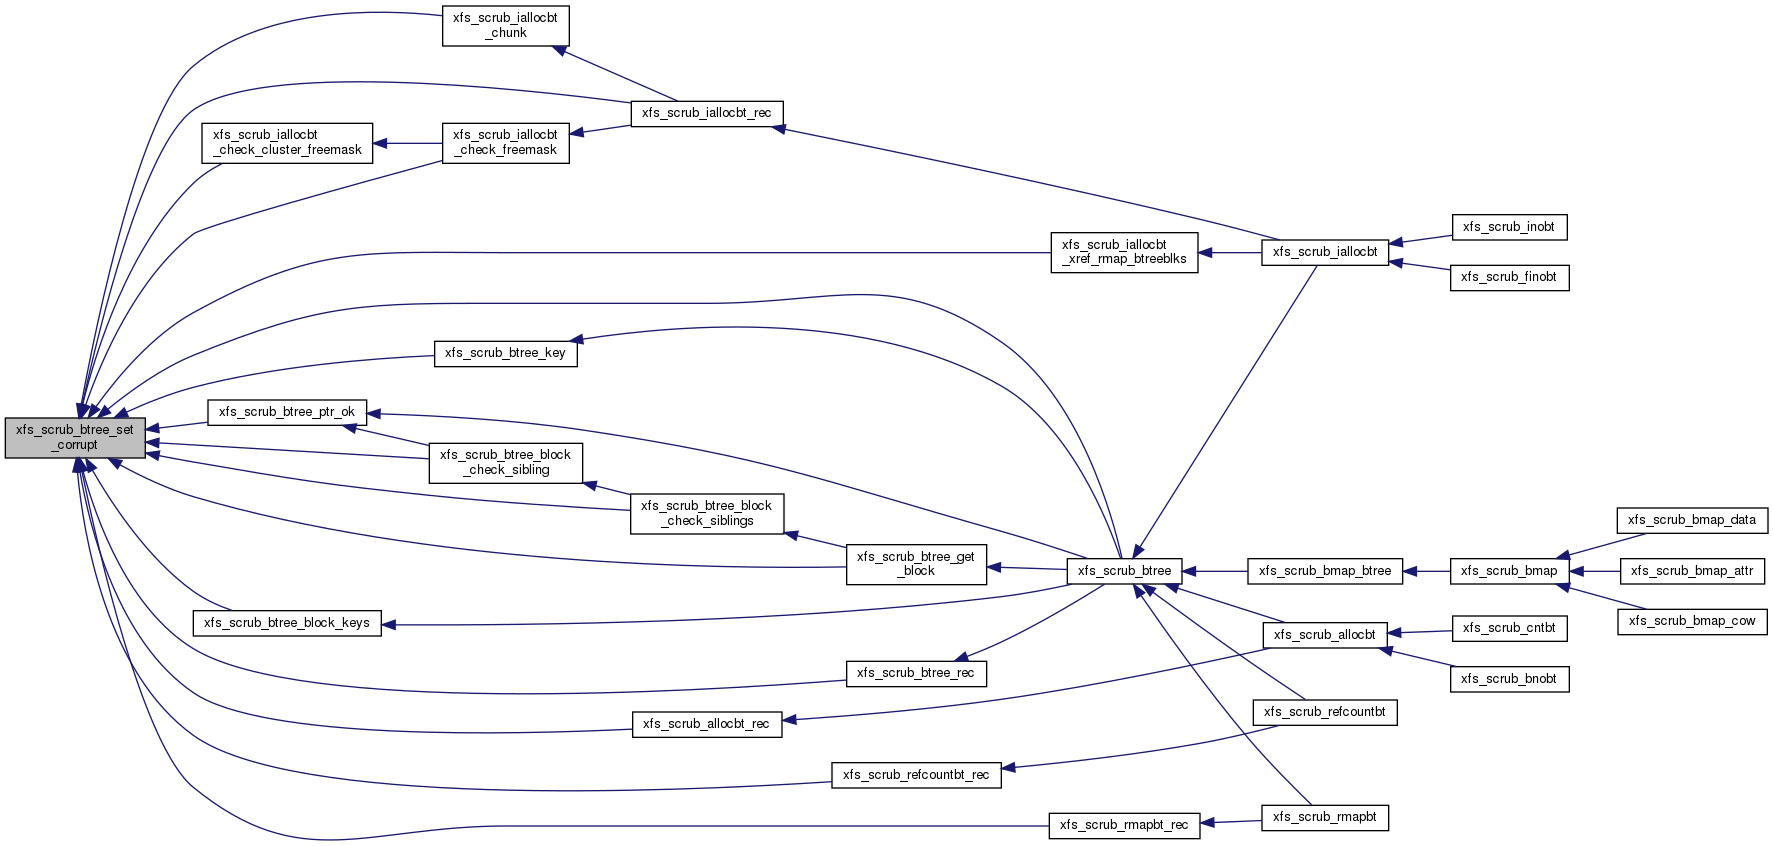 xfs_scrub_iallocbt
_chunk
xfs_scrub_iallocbt_rec
xfs_scrub_iallocbt
_check_cluster_freemask
xfs_scrub_iallocbt
_check_freemask
xfs_scrub_inobt
xfs_scrub_iallocbt
_xref_rmap_btreeblks
xfs_scrub_iallocbt
xfs_scrub_finobt
xfs_scrub_btree_key
xfs_scrub_btree_ptr_ok
xfs_scrub_btree_set
_corrupt
xfs_scrub_btree_block
_check_sibling
xfs_scrub_btree_block
_check_siblings
xfs_scrub_bmap_data
xfs_scrub_btree_get
_block
xfs_scrub_btree
xfs_scrub_bmap_btree
xfs_scrub_bmap
xfs_scrub_bmap_attr
xfs_scrub_btree_block_keys
xfs_scrub_bmap_cow
xfs_scrub_allocbt
xfs_scrub_cntbt
xfs_scrub_btree_rec
xfs_scrub_bnobt
xfs_scrub_allocbt_rec
xfs_scrub_refcountbt
xfs_scrub_refcountbt_rec
xfs_scrub_rmapbt_rec
xfs_scrub_rmapbt